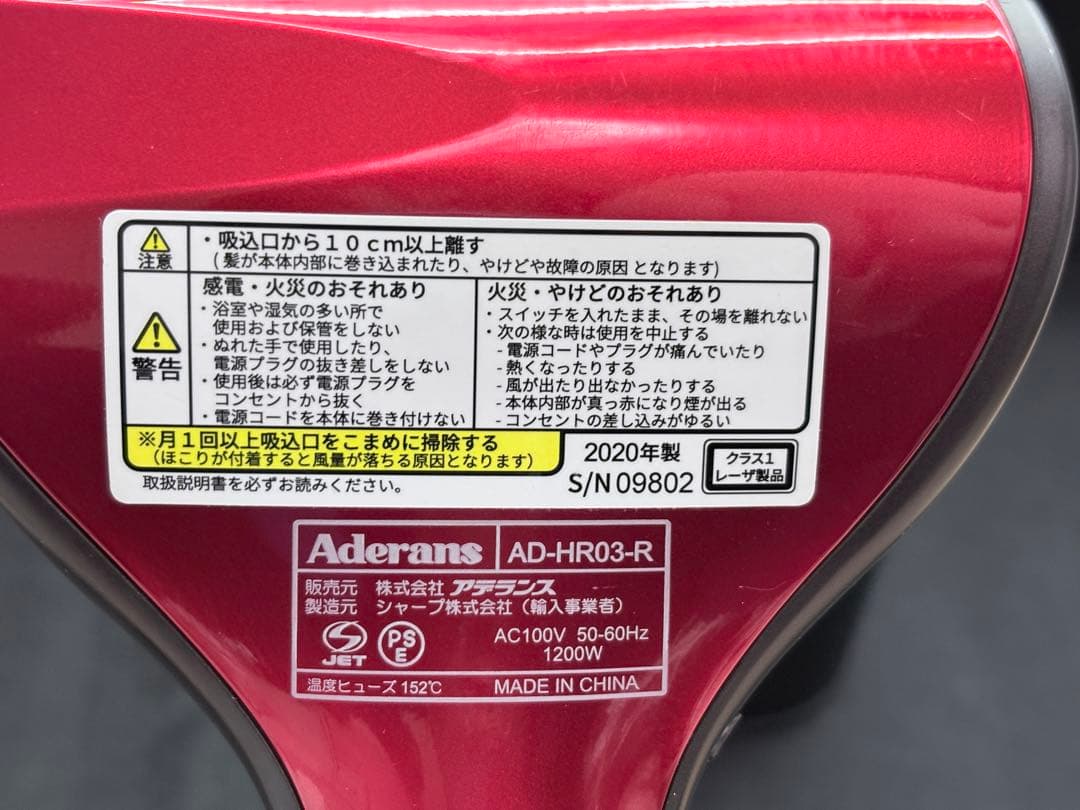 注意
・吸込口から10cm以上離す
(髪が本体内部に巻き込まれたり、やけどや故障の原因となります)
警告
感電・火災のおそれあり
・浴室や湿気の多い所で
使用および保管をしない
・ぬれた手で使用したり、
電源プラグの抜き差しをしない
・使用後は必ず電源プラグを
コンセントから抜く
・電源コードを本体に巻き付けない
火災・やけどのおそれあり
・スイッチを入れたまま、その場を離れない
・次の様な時は使用を中止する
- 電源コードやプラグが痛んでいたり
- 熱くなったりする
- 風が出たり出なかったりする
- 本体内部が真っ赤になり煙が出る
- コンセントの差し込みがゆるい
※月1回以上吸込口をこまめに掃除する
(ほこりが付着すると風量が落ちる原因となります)
取扱説明書を必ずお読みください。
2020年製
S/N 09802
クラス1
レーザ製品
Aderans AD-HR03-R
販売元 株式会社 アデランス
製造元 シャープ株式会社（輸入事業者）
JET
PS
E
AC100V 50-60Hz
1200W
温度ヒューズ 152℃ MADE IN CHINA